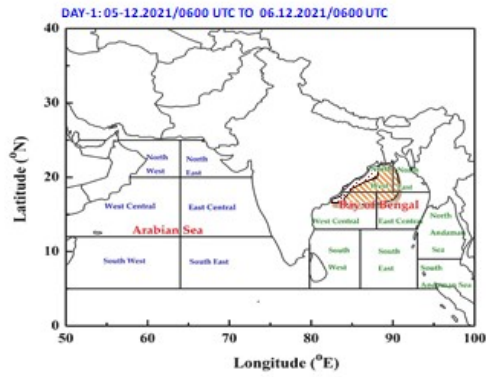 DAY-1: 05-12.2021/0600 UTC TO 06.12.2021/0600 UTC
40
30
20
10
0
50
60
70
80
90
100
Latitude (°N)
Longitude (°E)
North
West
North
East
West Central
East Central
Arabian Sea
South West
South East
West
East
Bay of Bengal
West Central
East Central
South
West
South
East
North
Andaman
Sea
South
Andaman Sea